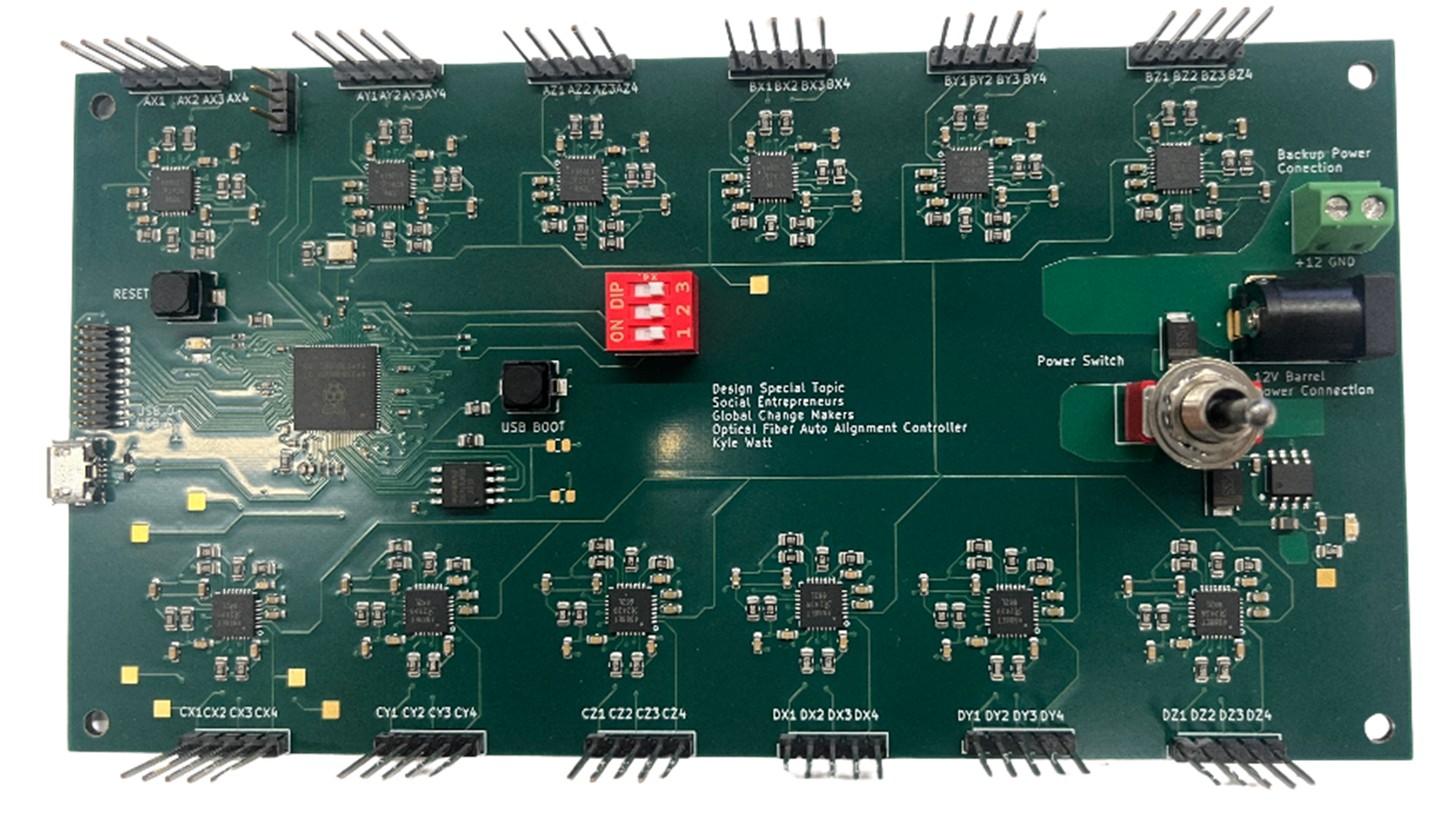 AX1 AX2 AX3 AX4
AY1 AY2 AY3 AY4
AZ1 AZ2 AZ3 AZ4
BX1 BX2 BX3 BX4
BY1 BY2 BY3 BY4
BZ1 BZ2 BZ3 BZ4
Backup Power
Conection
+12 GND
RESET
ON DIP
1 2 3
Power Switch
12V Barrel
Power Connection
Design Special Topic
Social Entrepreneurs
Global Change Makers
Optical Fiber Auto Alignment Controller
Kyle Watt
USB BOOT
CX1 CX2 CX3 CX4
CY1 CY2 CY3 CY4
CZ1 CZ2 CZ3 CZ4
DX1 DX2 DX3 DX4
DY1 DY2 DY3 DY4
DZ1 DZ2 DZ3 DZ4